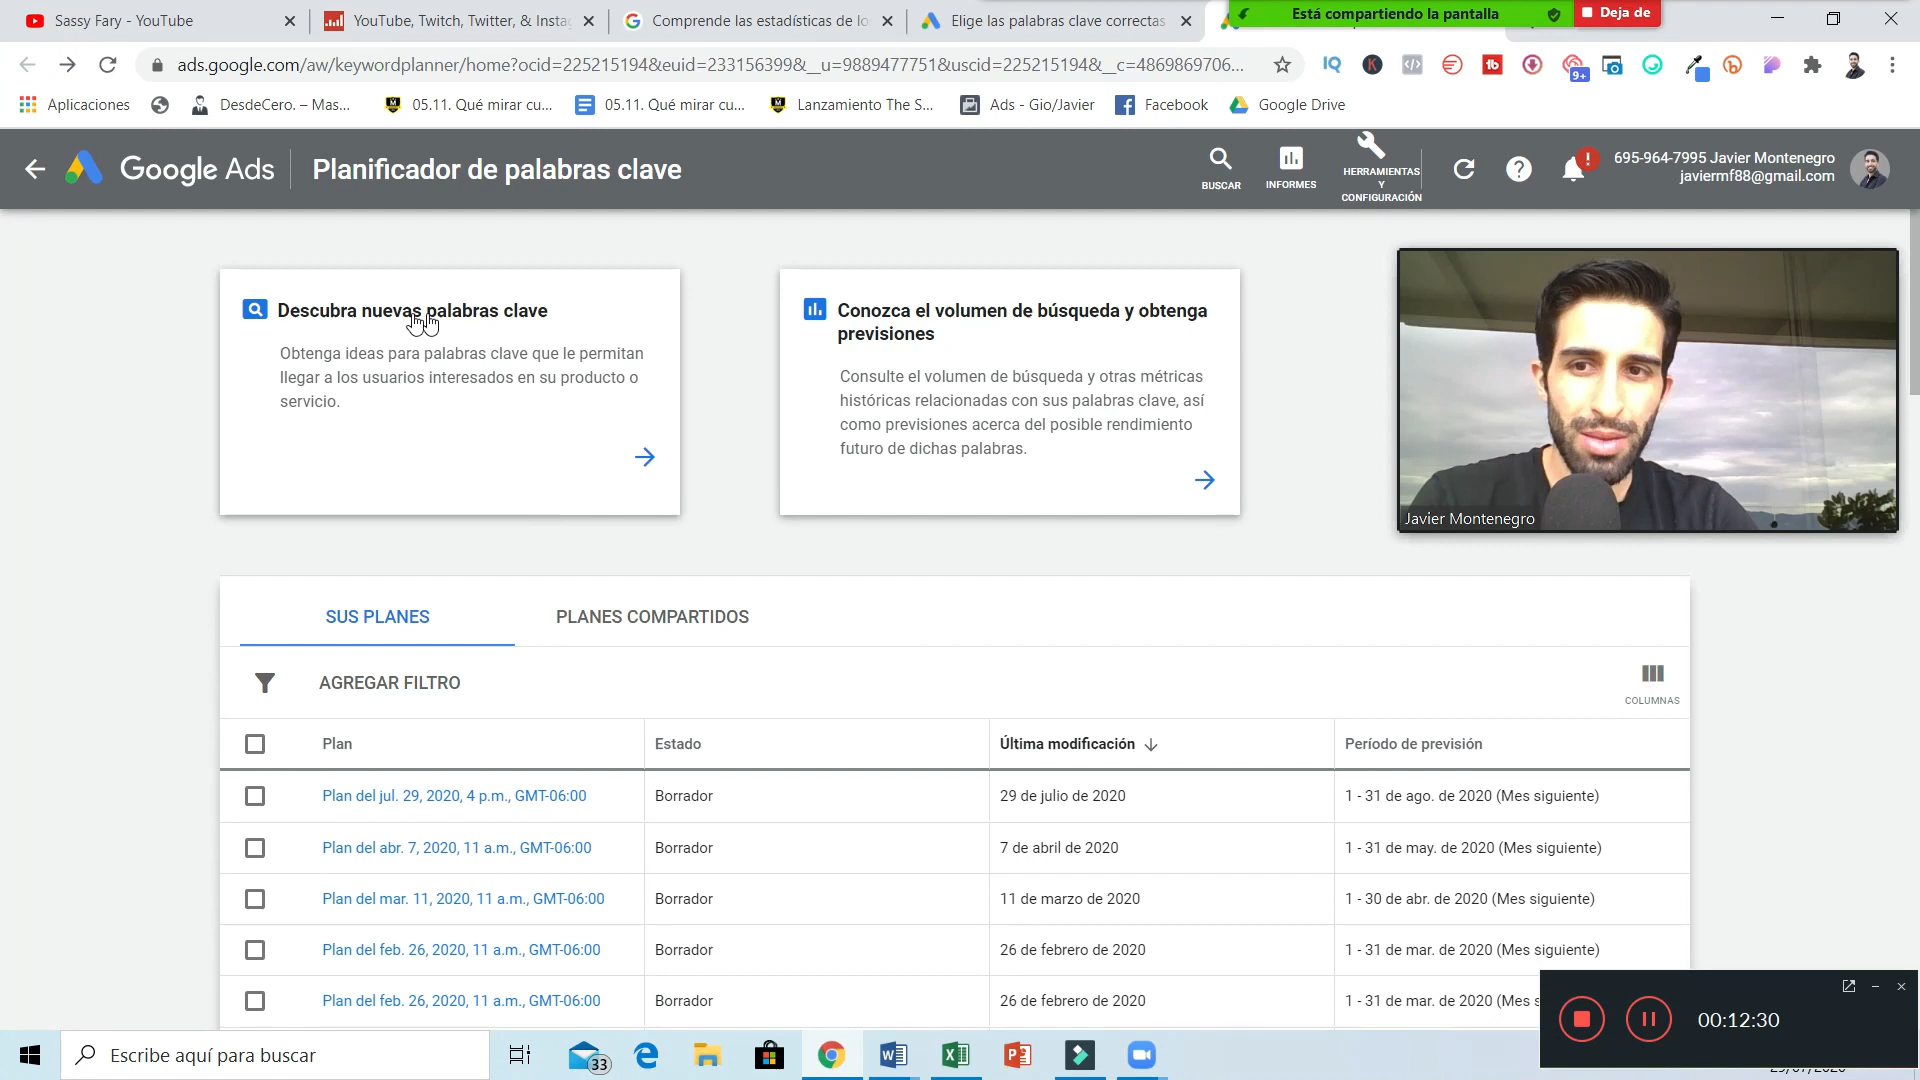 Sassy Fary - YouTube
YouTube, Twitch, Twitter, & Insta
Comprende las estadísticas de lo
Elige las palabras clave correctas
Está compartiendo la pantalla
Deja de
ads.google.com/aw/keywordplanner/home?ocid=225215194&euid=233156399&__u=9889477751&uscid=225215194&__c=4869869706...
9+
Aplicaciones
DesdeCero. – Mas...
05.11. Qué mirar cu...
05.11. Qué mirar cu...
Lanzamiento The S...
Ads - Gio/Javier
Facebook
Google Drive
Google Ads
Planificador de palabras clave
BUSCAR
INFORMES
HERRAMIENTAS
Y
CONFIGURACIÓN
695-964-7995 Javier Montenegro
javiermf88@gmail.com
Descubra nuevas palabras clave
Obtenga ideas para palabras clave que le permitan
llegar a los usuarios interesados en su producto o
servicio.
Conozca el volumen de búsqueda y obtenga
previsiones
Consulte el volumen de búsqueda y otras métricas
históricas relacionadas con sus palabras clave, así
como previsiones acerca del posible rendimiento
futuro de dichas palabras.
Javier Montenegro
SUS PLANES
PLANES COMPARTIDOS
AGREGAR FILTRO
COLUMNAS
Plan Estado Última modificación Período de previsión
Plan del jul. 29, 2020, 4 p.m., GMT-06:00 Borrador 29 de julio de 2020 1 - 31 de ago. de 2020 (Mes siguiente)
Plan del abr. 7, 2020, 11 a.m., GMT-06:00 Borrador 7 de abril de 2020 1 - 31 de may. de 2020 (Mes siguiente)
Plan del mar. 11, 2020, 11 a.m., GMT-06:00 Borrador 11 de marzo de 2020 1 - 30 de abr. de 2020 (Mes siguiente)
Plan del feb. 26, 2020, 11 a.m., GMT-06:00 Borrador 26 de febrero de 2020 1 - 31 de mar. de 2020 (Mes siguiente)
Plan del feb. 26, 2020, 11 a.m., GMT-06:00 Borrador 26 de febrero de 2020 1 - 31 de mar. de 2020 (Mes s
00:12:30
Escribe aquí para buscar
33